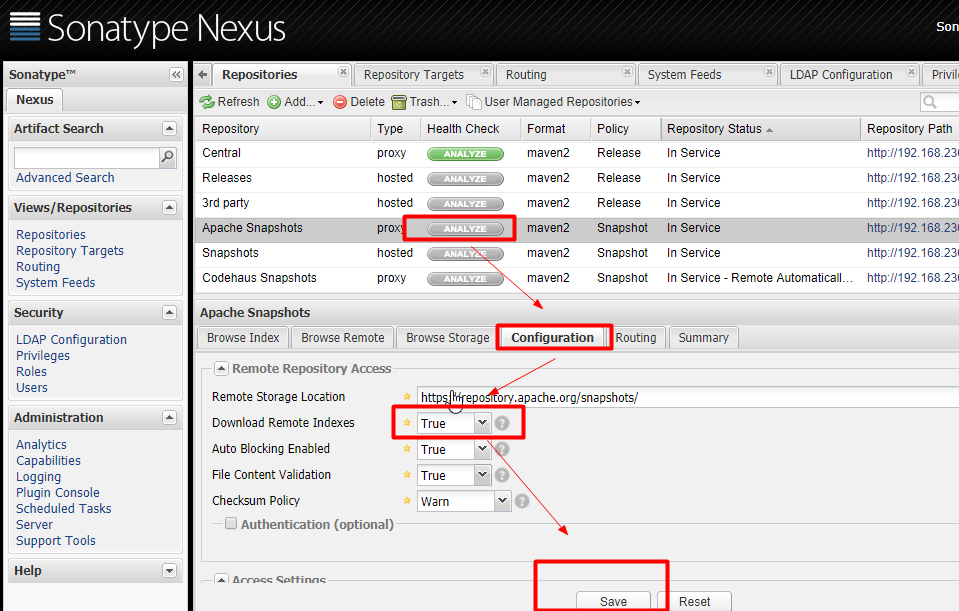 Sonatype Nexus
Son
Sonatype™
Nexus
Artifact Search
Advanced Search
Views/Repositories
Repositories
Repository Targets
Routing
System Feeds
Security
LDAP Configuration
Privileges
Roles
Users
Administration
Analytics
Capabilities
Logging
Plugin Console
Scheduled Tasks
Server
Support Tools
Help
Repositories Repository Targets Routing System Feeds LDAP Configuration Privil
Refresh Add... Delete Trash... User Managed Repositories
Repository Type Health Check Format Policy Repository Status Repository Path
Central proxy ANALYZE maven2 Release In Service http://192.168.230
Releases hosted ANALYZE maven2 Release In Service http://192.168.230
3rd party hosted ANALYZE maven2 Release In Service http://192.168.230
Apache Snapshots proxy ANALYZE maven2 Snapshot In Service http://192.168.230
Snapshots hosted ANALYZE maven2 Snapshot In Service http://192.168.230
Codehaus Snapshots proxy ANALYZE maven2 Snapshot In Service - Remote Automaticall... http://192.168.230
Apache Snapshots
Browse Index Browse Remote Browse Storage Configuration Routing Summary
Remote Repository Access
Remote Storage Location https://repository.apache.org/snapshots/
Download Remote Indexes True
Auto Blocking Enabled True
File Content Validation True
Checksum Policy Warn
Authentication (optional)
Access Settings
Save Reset